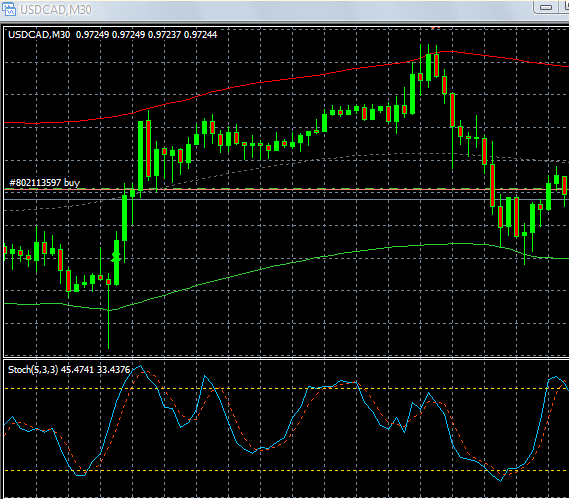 USDCAD,M30
USDCAD,M30 0.97249 0.97249 0.97237 0.97244
#802113597 buy
Stoch(5,3,3) 45.4741 33.4376